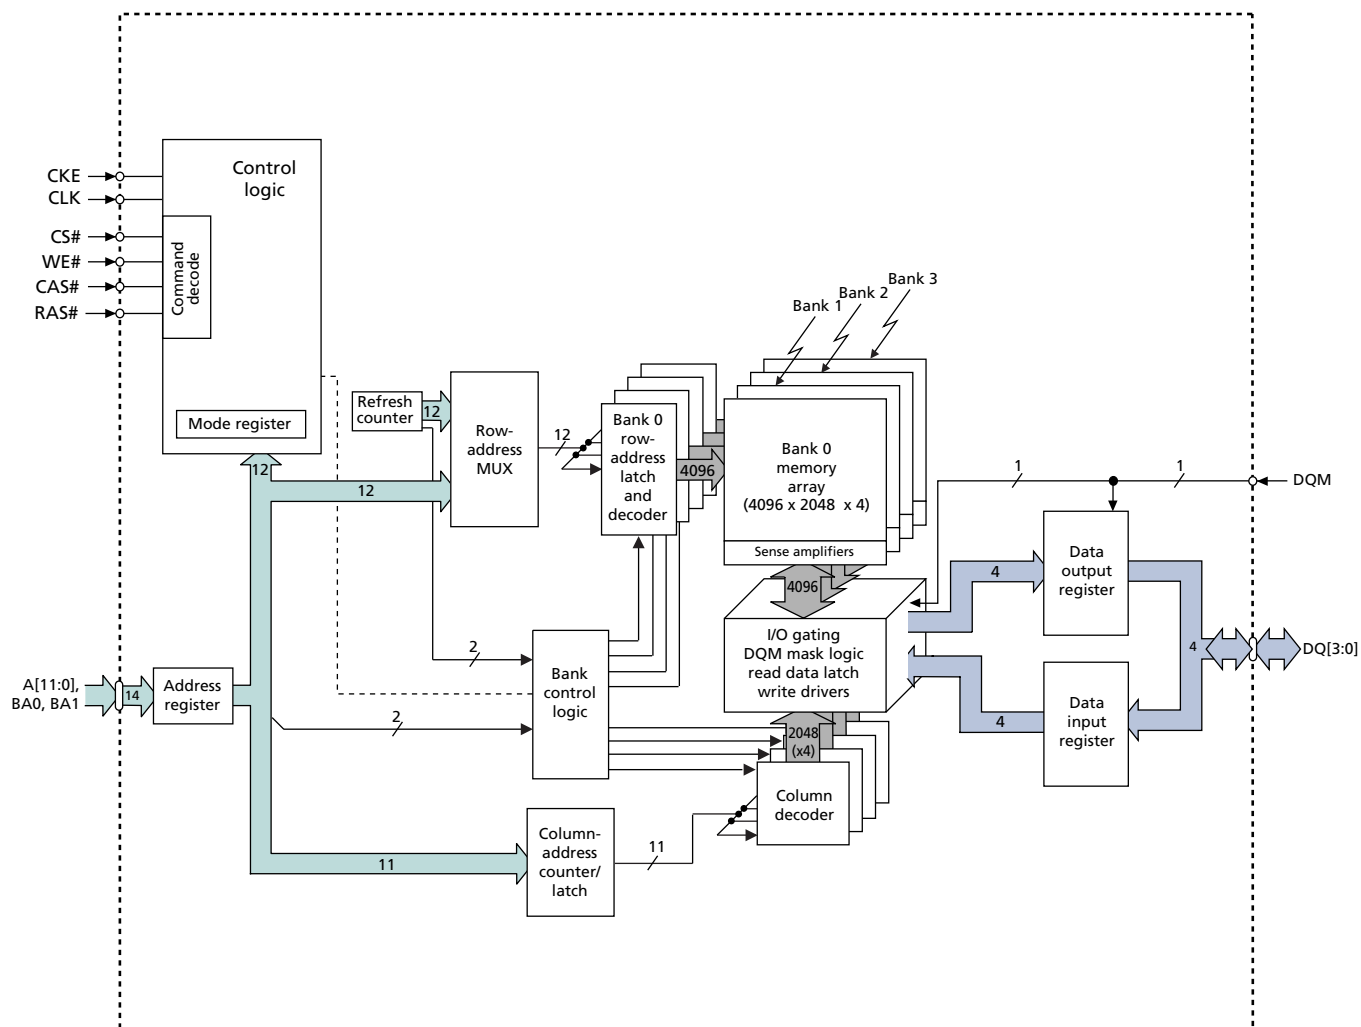 CKE
CLK
CS#
WE#
CAS#
RAS#
Control
logic
Command
decode
Mode register
12
Refresh
counter
12
12
Row-
address
MUX
12
Bank 0
row-
address
latch
and
decoder
4096
Bank 1
Bank 2
Bank 3
Bank 0
memory
array
(4096 x 2048 x 4)
Sense amplifiers
4096
I/O gating
DQM mask logic
read data latch
write drivers
2048
(x4)
Column
decoder
1
1
DQM
Data
output
register
4
4
DQ[3:0]
Data
input
register
4
A[11:0],
BA0, BA1
14
Address
register
2
2
Bank
control
logic
11
Column-
address
counter/
latch
11